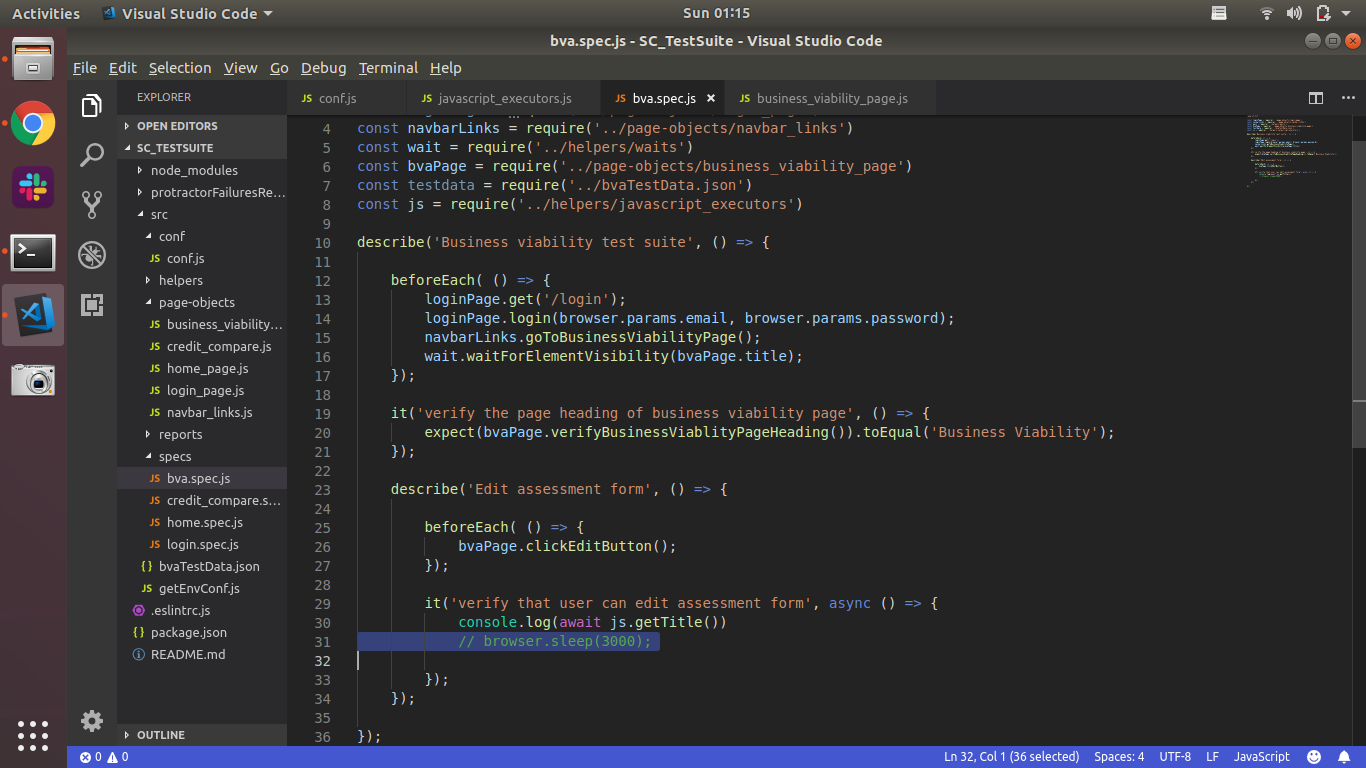 Activities
Visual Studio Code
Sun 01:15
bva.spec.js - SC_TestSuite - Visual Studio Code
File Edit Selection View Go Debug Terminal Help
EXPLORER
OPEN EDITORS
SC_TESTSUITE
node_modules
protractorFailuresRe...
src
conf
JS conf.js
helpers
page-objects
JS business_viability...
JS credit_compare.js
JS home_page.js
JS login_page.js
JS navbar_links.js
reports
specs
JS bva.spec.js
JS credit_compare.s...
JS home.spec.js
JS login.spec.js
{} bvaTestData.json
JS getEnvConf.js
.eslintrc.js
{} package.json
README.md
OUTLINE
JS conf.js
JS javascript_executors.js
JS bva.spec.js ×
JS business_viability_page.js
4 const navbarLinks = require('../page-objects/navbar_links')
5 const wait = require('../helpers/waits')
6 const bvaPage = require('../page-objects/business_viability_page')
7 const testdata = require('../bvaTestData.json')
8 const js = require('../helpers/javascript_executors')
9
10 describe('Business viability test suite', () => {
11
12 beforeEach( () => {
13 loginPage.get('/login');
14 loginPage.login(browser.params.email, browser.params.password);
15 navbarLinks.goToBusinessViabilityPage();
16 wait.waitForElementVisibility(bvaPage.title);
17 });
18
19 it('verify the page heading of business viability page', () => {
20 expect(bvaPage.verifyBusinessViablityPageHeading()).toEqual('Business Viability');
21 });
22
23 describe('Edit assessment form', () => {
24
25 beforeEach( () => {
26 bvaPage.clickEditButton();
27 });
28
29 it('verify that user can edit assessment form', async () => {
30 console.log(await js.getTitle())
31 // browser.sleep(3000);
32
33 });
34 });
35
36 });
0 0
Ln 32, Col 1 (36 selected) Spaces: 4 UTF-8 LF JavaScript